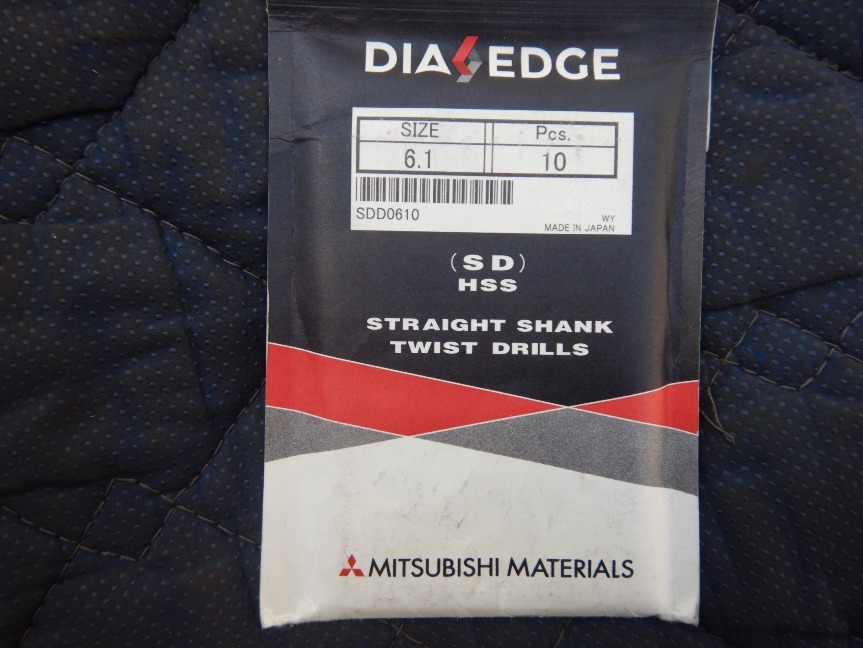 DIAEDGE
SIZE Pcs.
6.1 10
SDD0610
WY
MADE IN JAPAN
(SD)
HSS
STRAIGHT SHANK
TWIST DRILLS
MITSUBISHI MATERIALS